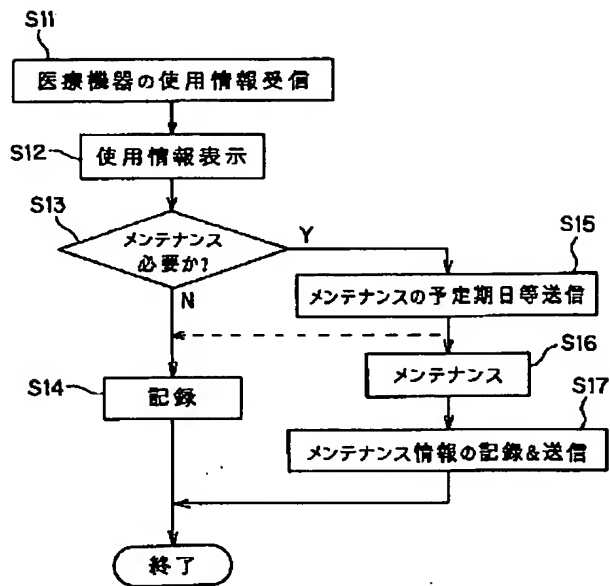 S11
医療機器の使用情報受信
S12
使用情報表示
S13
メンテナンス
必要か?
Y
N
S15
メンテナンスの予定期日等送信
S16
メンテナンス
S14
記録
S17
メンテナンス情報の記録&送信
終了